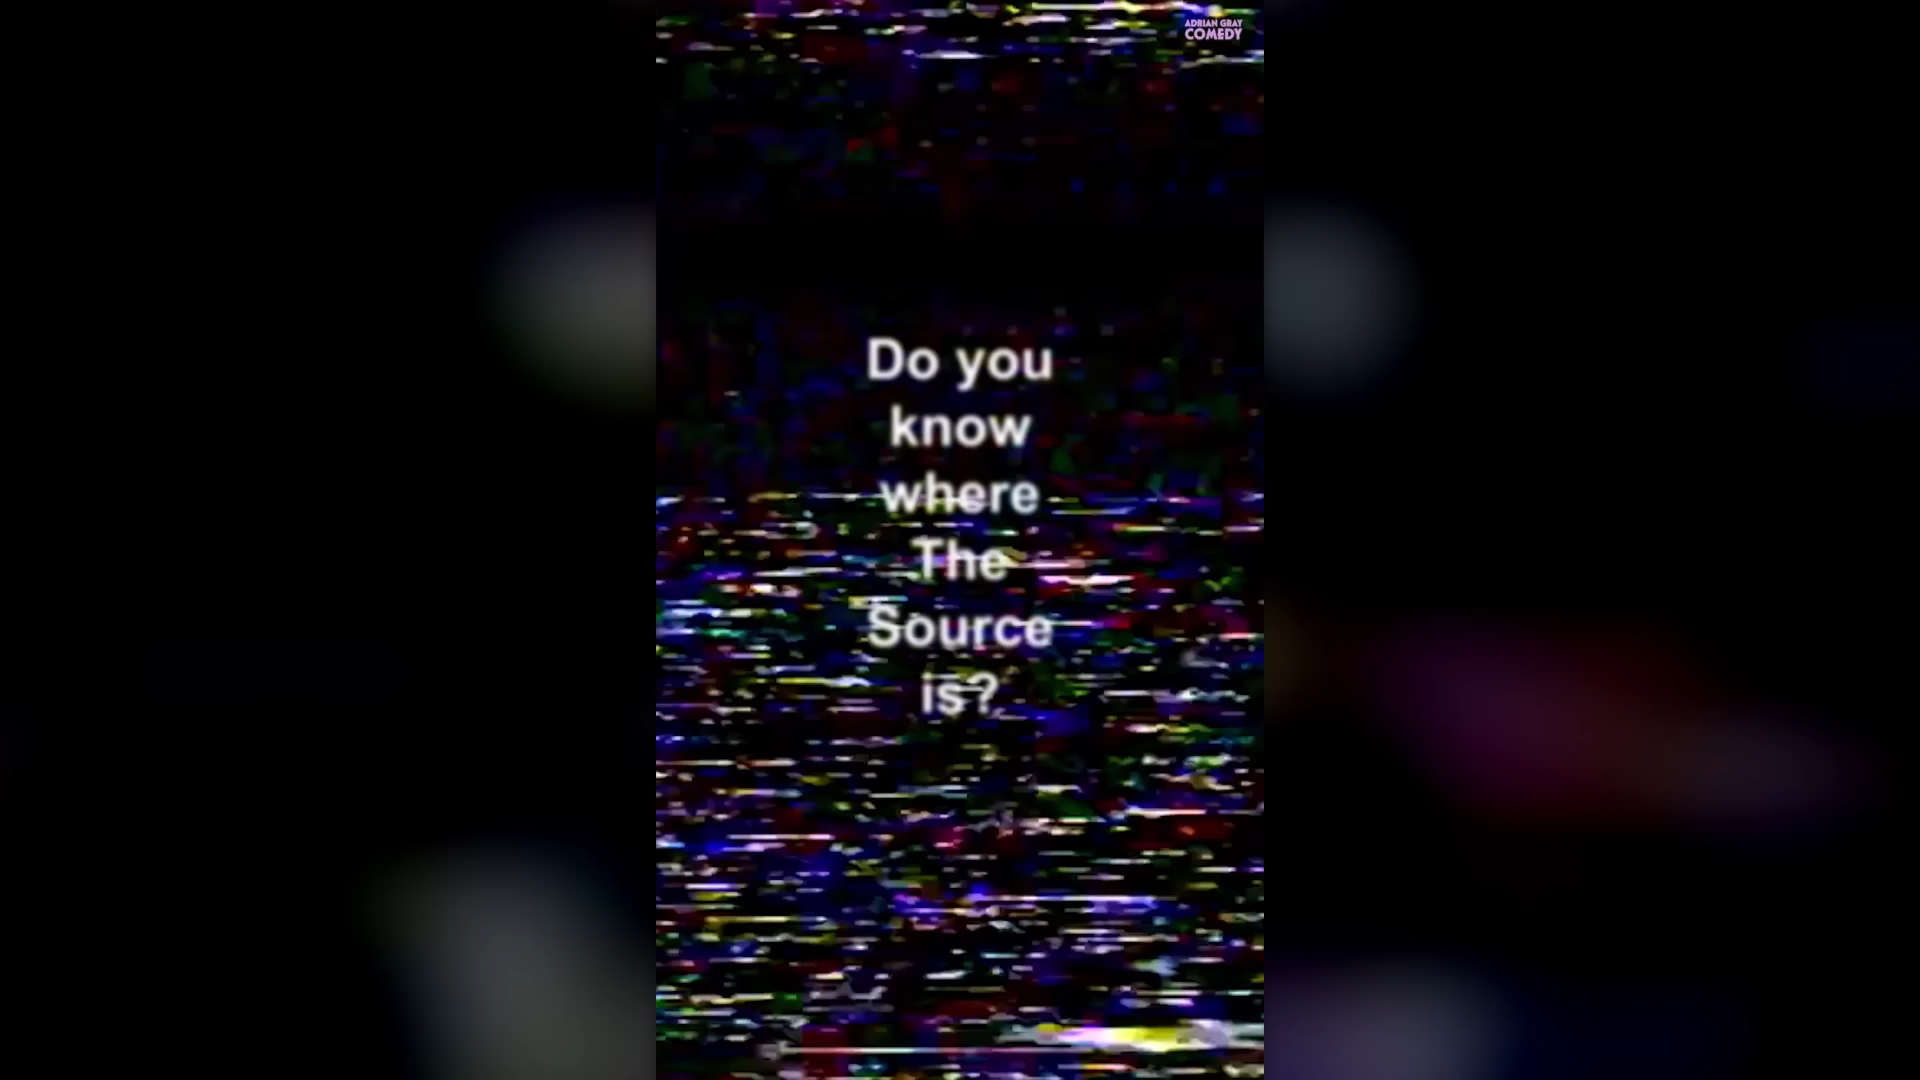 ADRIAN GRAY
COMEDY
Do you
know
where
The
Source
is?